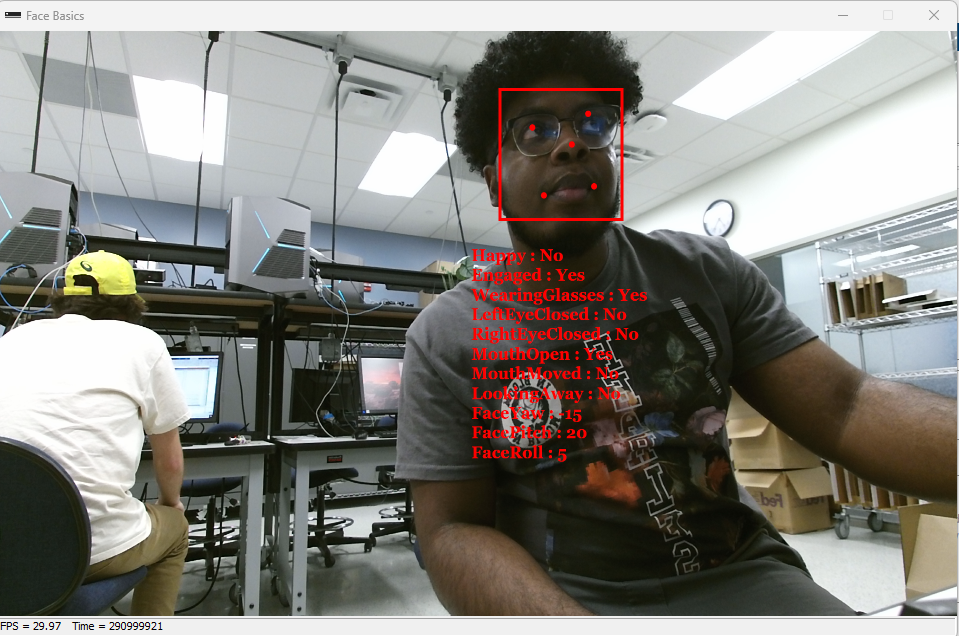 Face Basics
Happy : No
Engaged : Yes
WearingGlasses : Yes
LeftEyeClosed : No
RightEyeClosed : No
MouthOpen : Yes
MouthMoved : No
LookingAway : No
FaceYaw : -15
FacePitch : 20
FaceRoll : 5
FedEx
FPS = 29.97 Time = 290999921